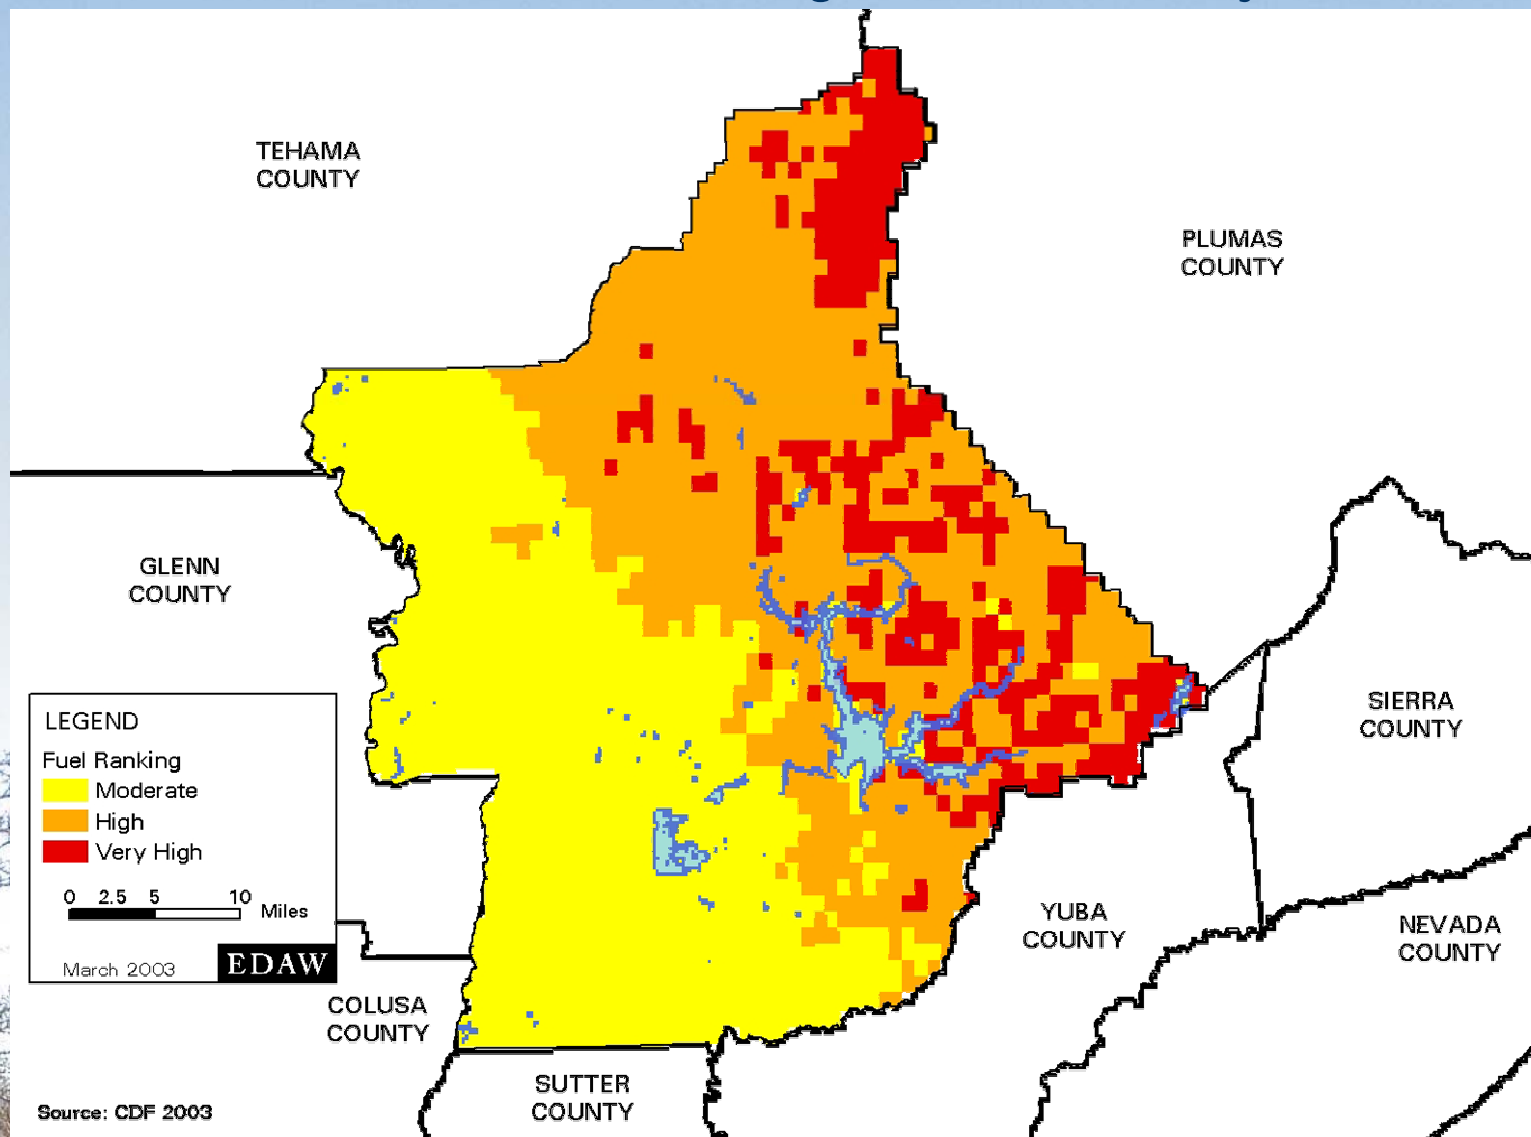 TEHAMA
COUNTY
PLUMAS
COUNTY
GLENN
COUNTY
SIERRA
COUNTY
LEGEND
Fuel Ranking
Moderate
High
Very High
0 2.5 5 10 Miles
March 2003 EDAW
YUBA
COUNTY
NEVADA
COUNTY
COLUSA
COUNTY
SUTTER
COUNTY
Source: CDF 2003